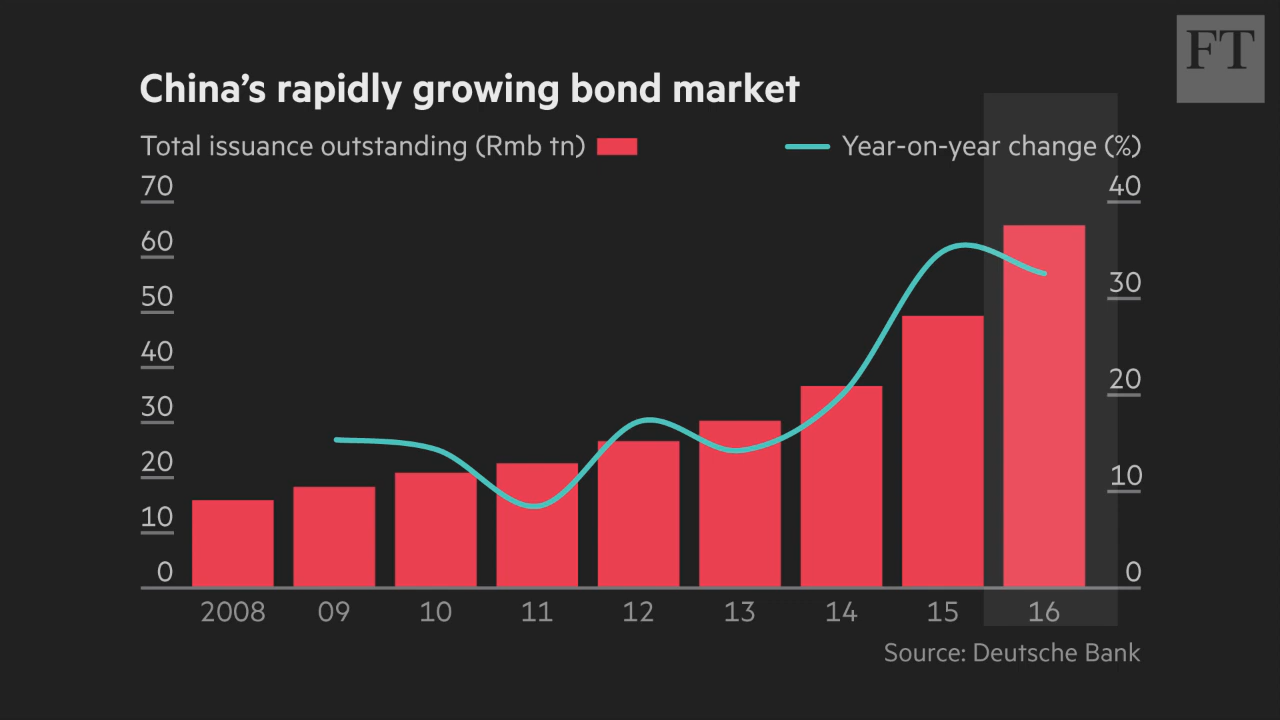 FT
China's rapidly growing bond market
Total issuance outstanding (Rmb tn)
Year-on-year change (%)
70
60
50
40
30
20
10
0
40
30
20
10
0
2008 09 10 11 12 13 14 15 16
Source: Deutsche Bank